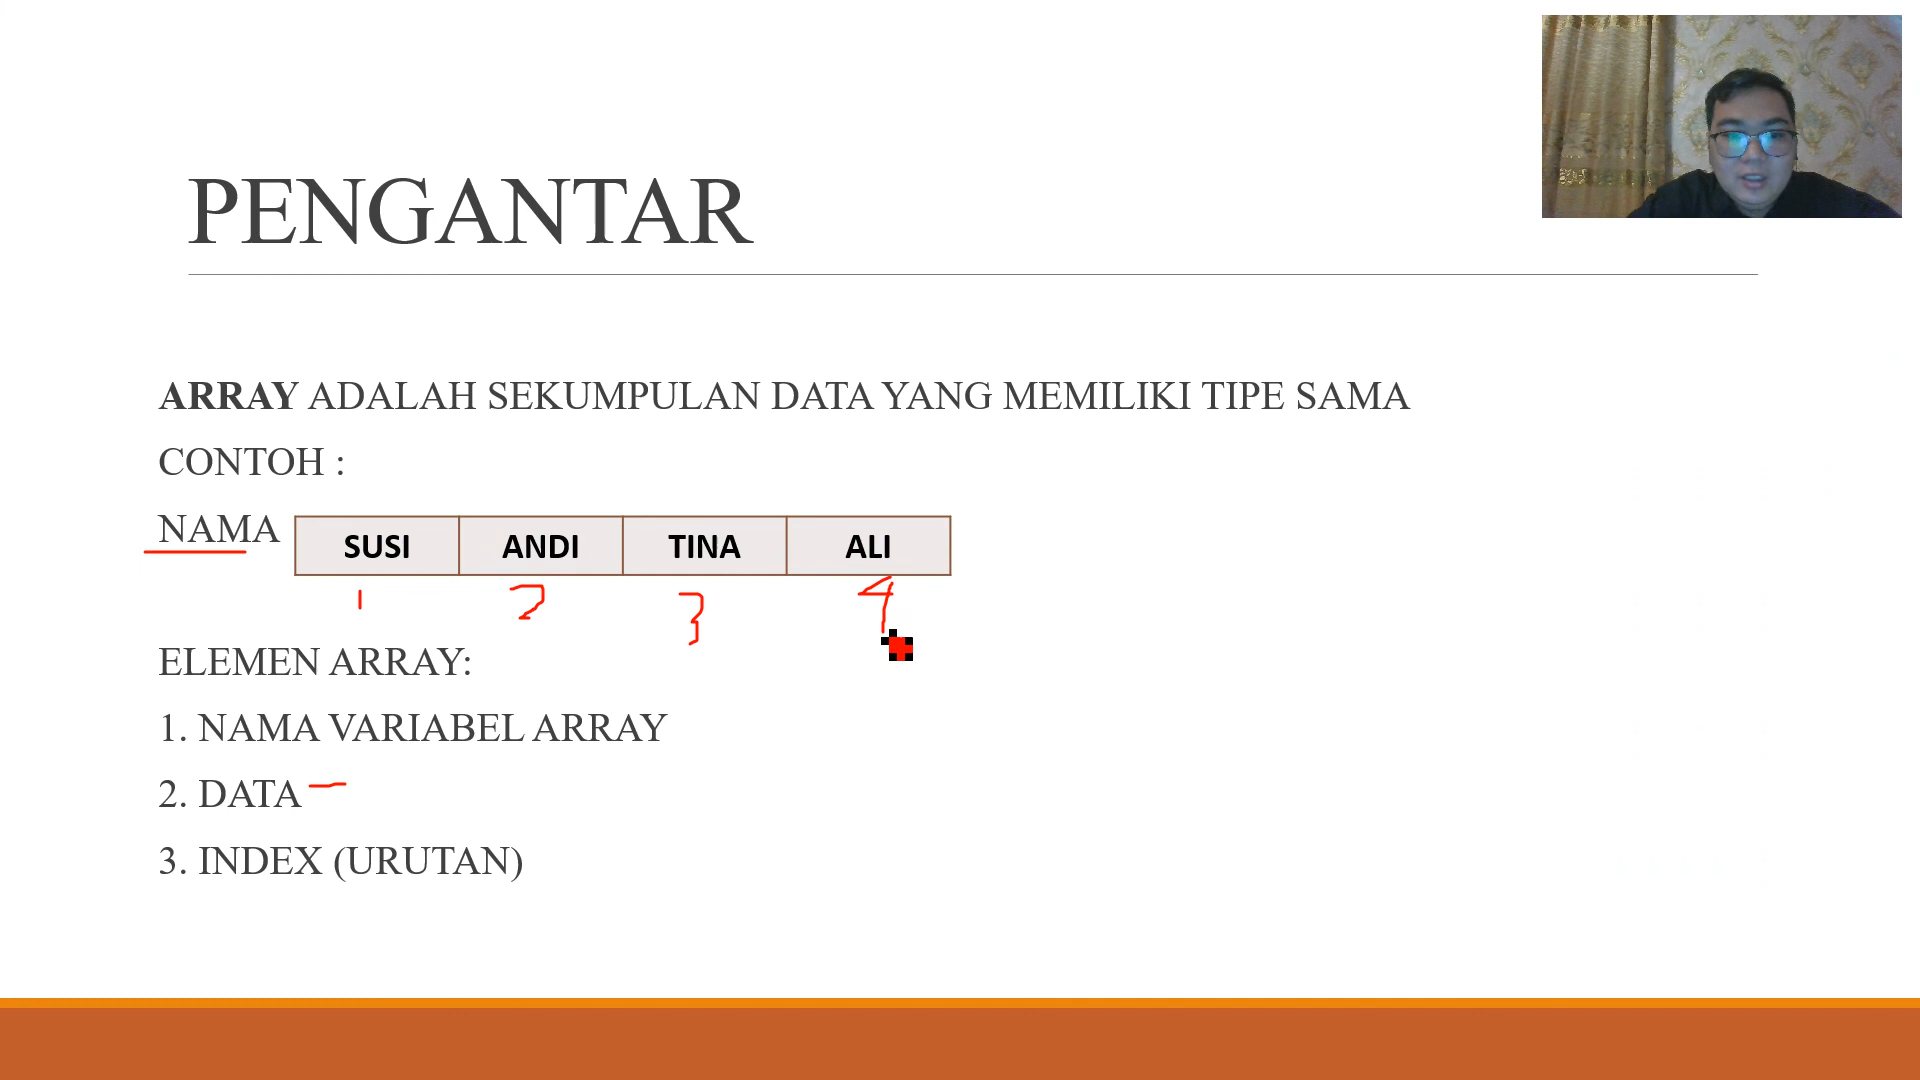 PENGANTAR
ARRAY ADALAH SEKUMPULAN DATA YANG MEMILIKI TIPE SAMA
CONTOH :
NAMA SUSI ANDI TINA ALI
1 2 3 4
ELEMEN ARRAY:
1. NAMA VARIABEL ARRAY
2. DATA
3. INDEX (URUTAN)